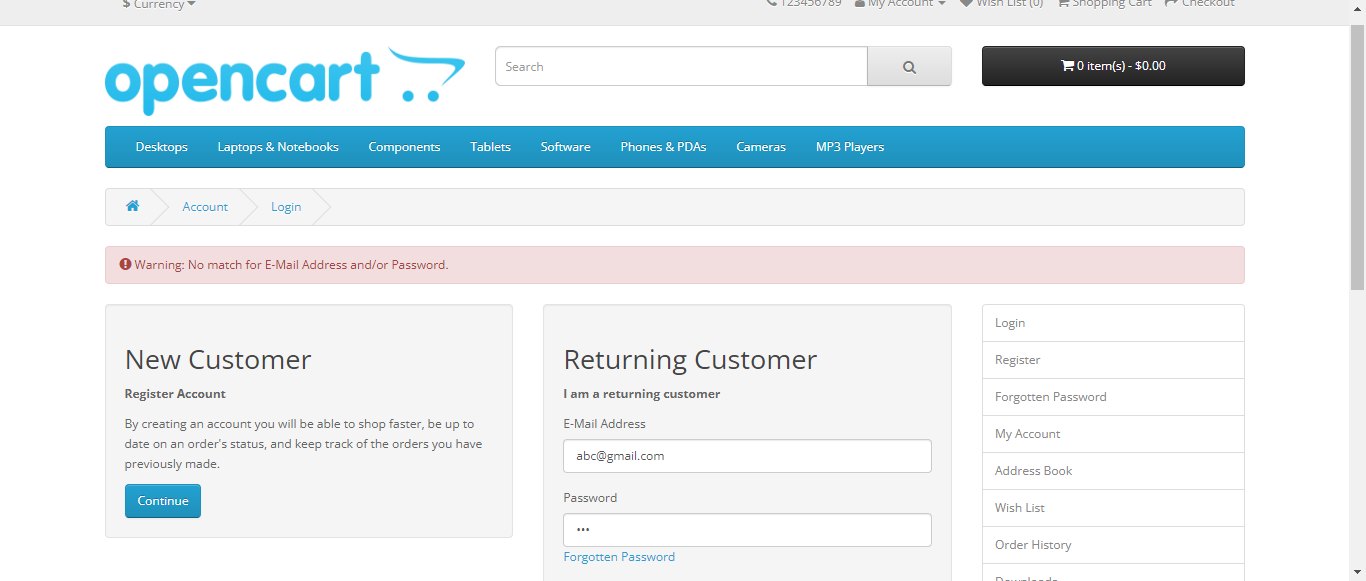 $ Currency
123456789 My Account Wish List (0) Shopping Cart Checkout
opencart
Search
0 item(s) - $0.00
Desktops Laptops & Notebooks Components Tablets Software Phones & PDAs Cameras MP3 Players
Account Login
Warning: No match for E-Mail Address and/or Password.
New Customer
Register Account
By creating an account you will be able to shop faster, be up to
date on an order's status, and keep track of the orders you have
previously made.
Continue
Returning Customer
I am a returning customer
E-Mail Address
abc@gmail.com
Password
•••
Forgotten Password
Login
Register
Forgotten Password
My Account
Address Book
Wish List
Order History
Downloads